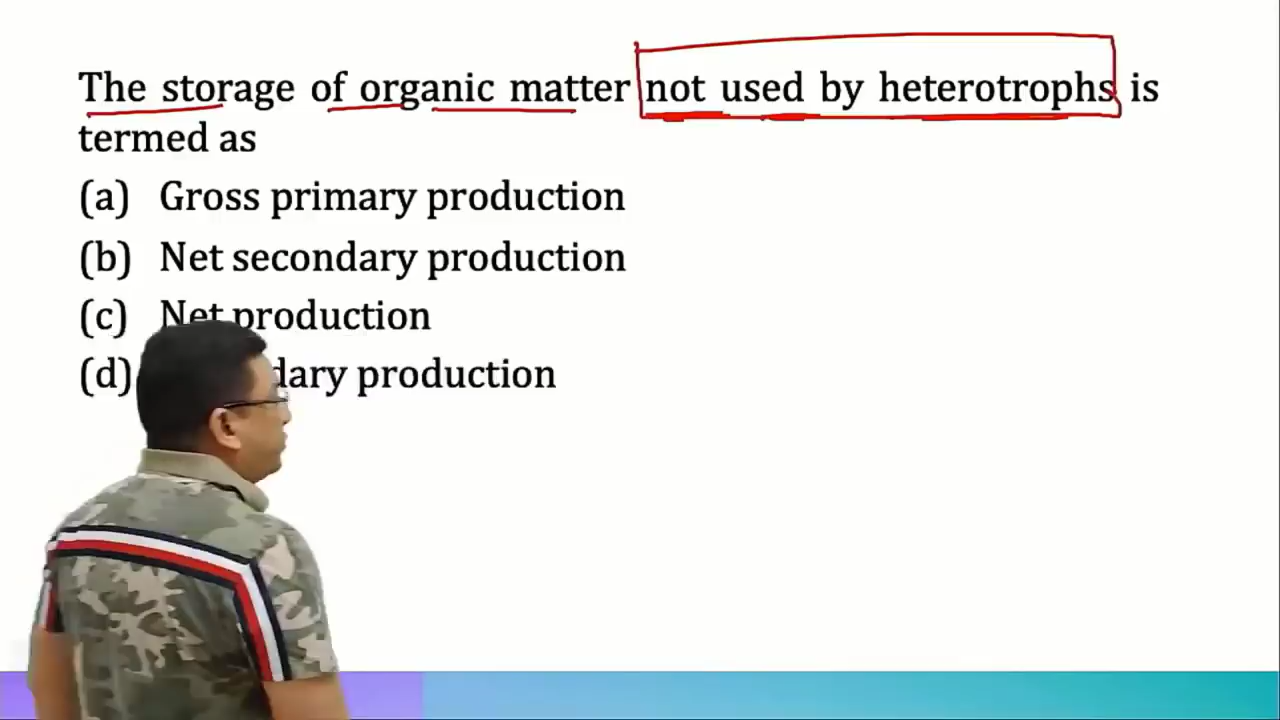 The storage of organic matter not used by heterotrophs is
termed as
(a) Gross primary production
(b) Net secondary production
(c) Net production
(d) production